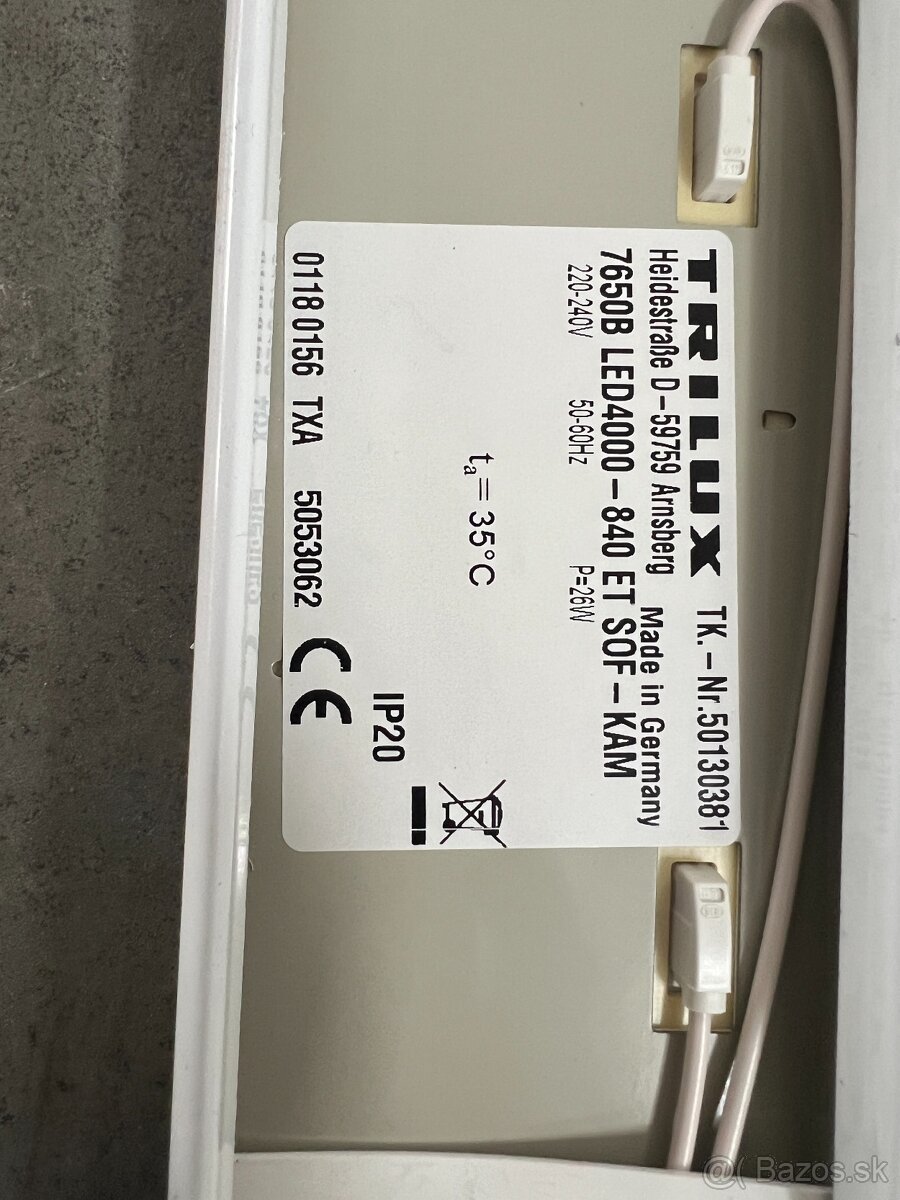 TRILUX TK.-Nr.50130381
Heidestraße D-59759 Arnsberg Made in Germany
7650B LED4000-840 ET SOF-KAM
220-240V 50-60Hz P=26W
ta=35°C
IP20
0118 0156 TXA 5053062 CE
Bazos.sk